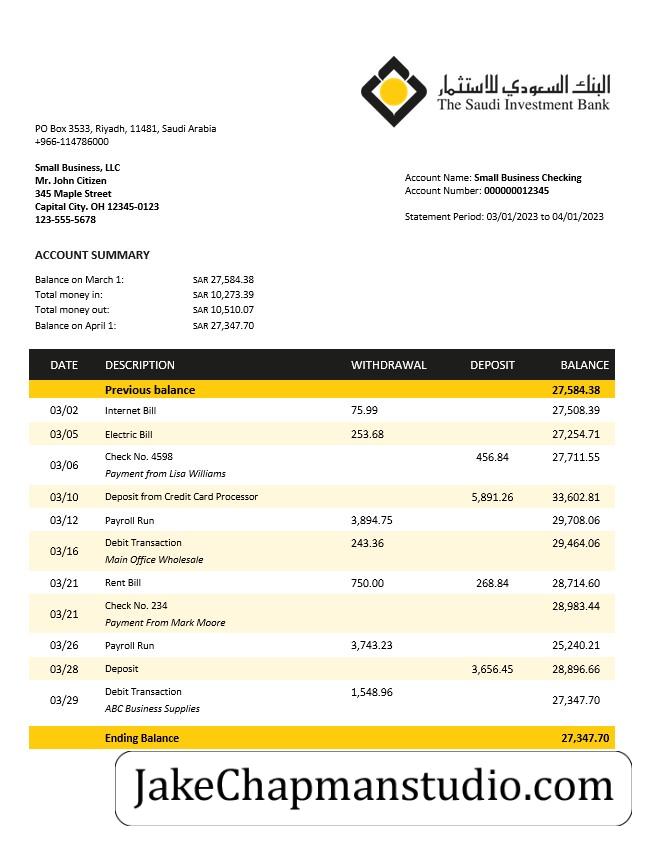 البنك السعودي للاستثمار
The Saudi Investment Bank
PO Box 3533, Riyadh, 11481, Saudi Arabia
+966-114786000
Small Business, LLC
Mr. John Citizen
345 Maple Street
Capital City. OH 12345-0123
123-555-5678
Account Name: Small Business Checking
Account Number: 000000012345
Statement Period: 03/01/2023 to 04/01/2023
ACCOUNT SUMMARY
Balance on March 1: SAR 27,584.38
Total money in: SAR 10,273.39
Total money out: SAR 10,510.07
Balance on April 1: SAR 27,347.70
DATE DESCRIPTION WITHDRAWAL DEPOSIT BALANCE
Previous balance 27,584.38
03/02 Internet Bill 75.99 27,508.39
03/05 Electric Bill 253.68 27,254.71
03/06 Check No. 4598 456.84 27,711.55
Payment from Lisa Williams
03/10 Deposit from Credit Card Processor 5,891.26 33,602.81
03/12 Payroll Run 3,894.75 29,708.06
03/16 Debit Transaction 243.36 29,464.06
Main Office Wholesale
03/21 Rent Bill 750.00 268.84 28,714.60
03/21 Check No. 234 28,983.44
Payment From Mark Moore
03/26 Payroll Run 3,743.23 25,240.21
03/28 Deposit 3,656.45 28,896.66
03/29 Debit Transaction 1,548.96 27,347.70
ABC Business Supplies
Ending Balance 27,347.70
JakeChapmanstudio.com